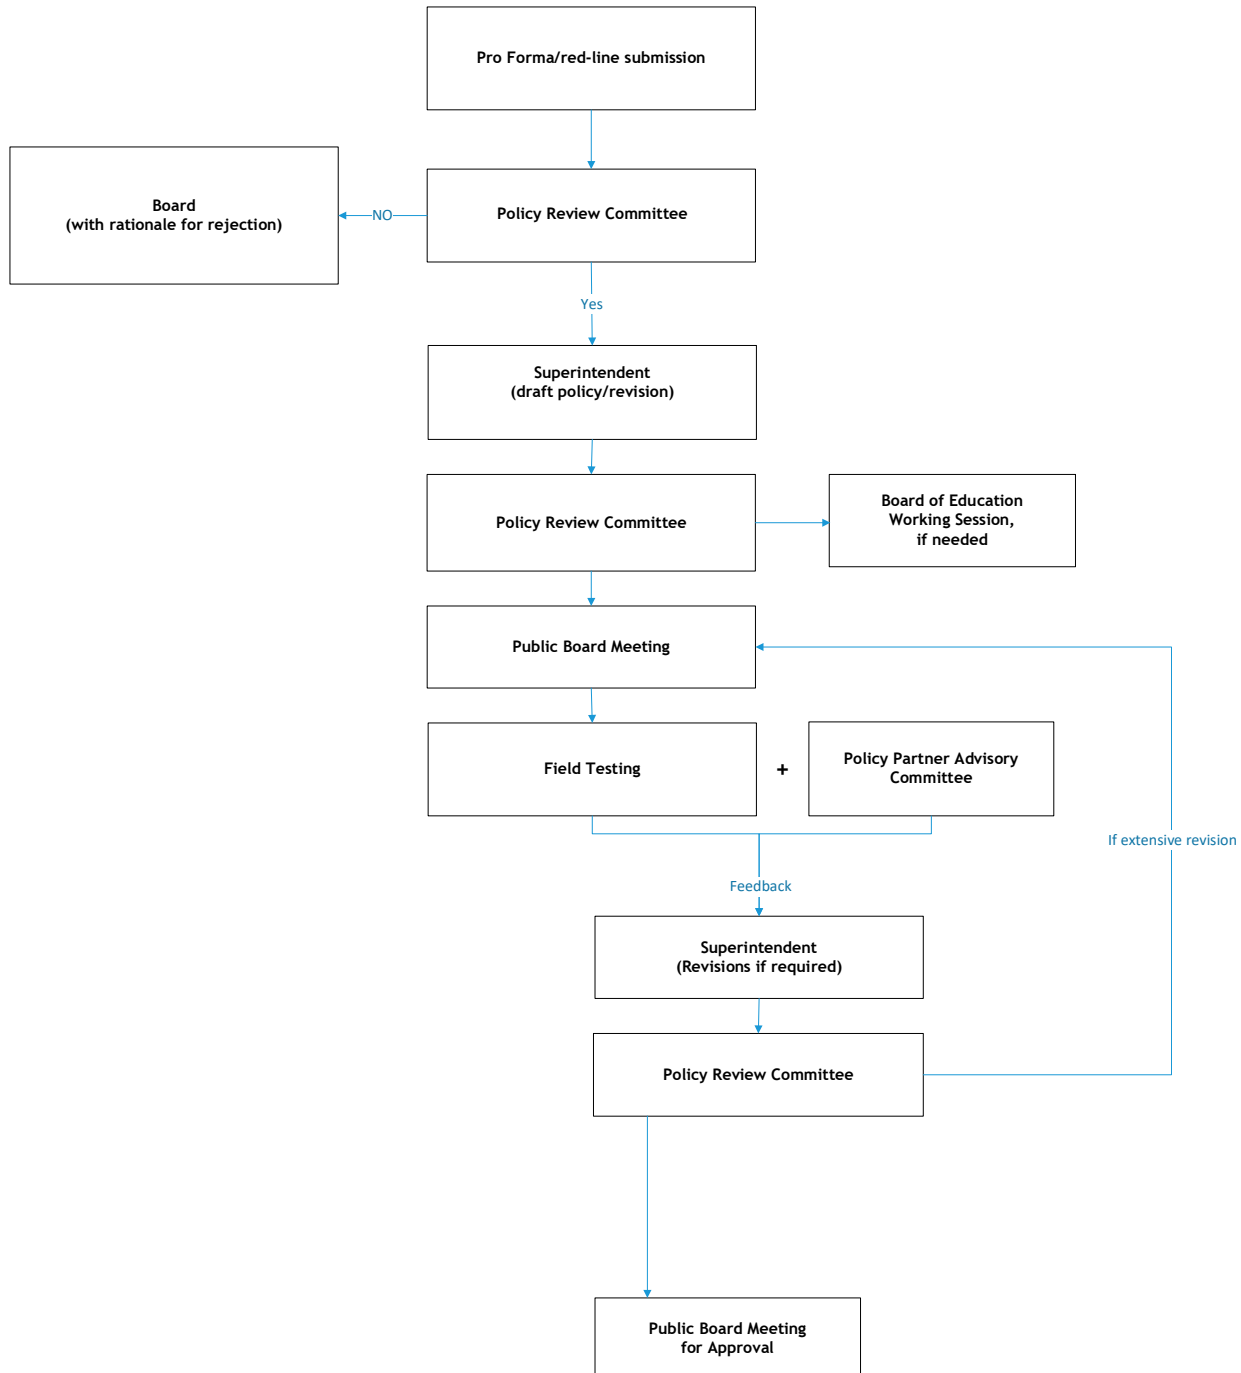 Pro Forma/red-line submission
Board
(with rationale for rejection)
NO
Policy Review Committee
Yes
Superintendent
(draft policy/revision)
Policy Review Committee
Board of Education
Working Session,
if needed
Public Board Meeting
Field Testing
+
Policy Partner Advisory
Committee
If extensive revision
Feedback
Superintendent
(Revisions if required)
Policy Review Committee
Public Board Meeting
for Approval